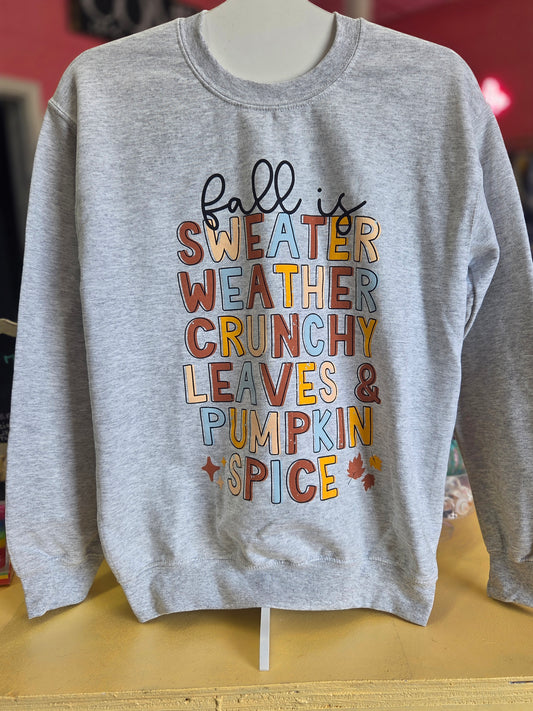 fall is
SWEATER
WEATHER
CRUNCHY
LEAVES &
PUMPKIN
SPICE